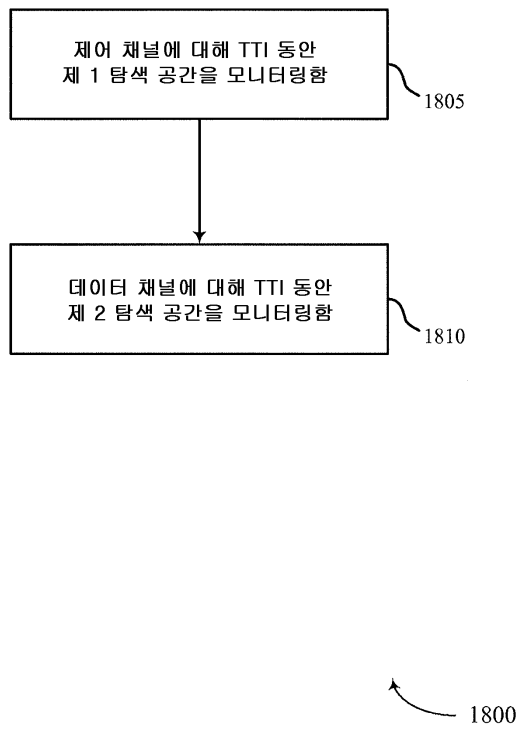 제어 채널에 대해 TTI 동안
제 1 탐색 공간을 모니터링함
1805
데이터 채널에 대해 TTI 동안
제 2 탐색 공간을 모니터링함
1810
1800